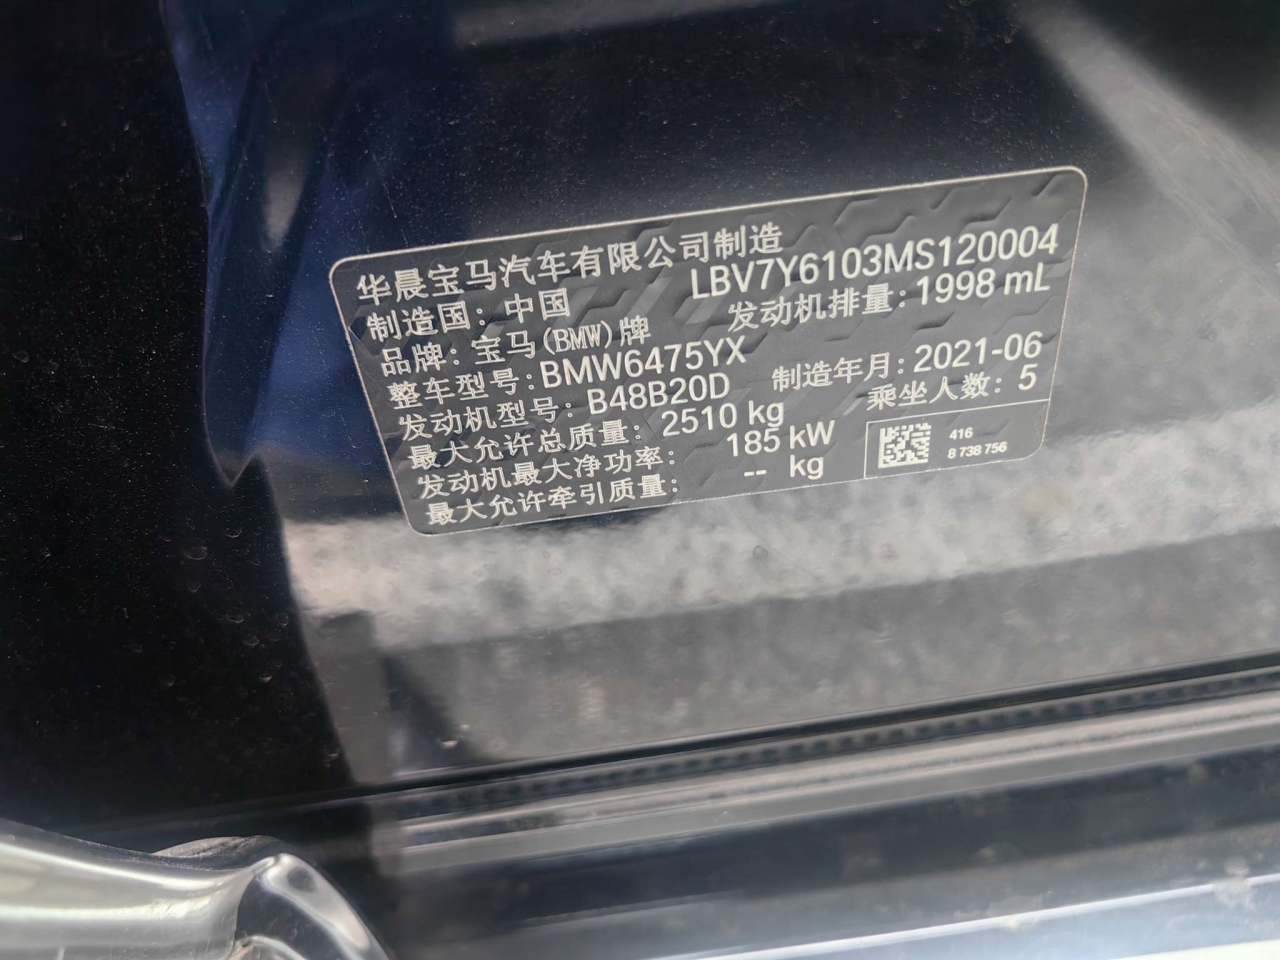 华晨宝马汽车有限公司制造
制造国：中国 LBV7Y6103MS120004
品牌：宝马(BMW)牌 发动机排量：1998 mL
整车型号：BMW6475YX
发动机型号：B48B20D 制造年月：2021-06
最大允许总质量：2510 kg 乘坐人数：5
发动机最大净功率：185 kW
最大允许牵引质量：-- kg
416
8 738 756